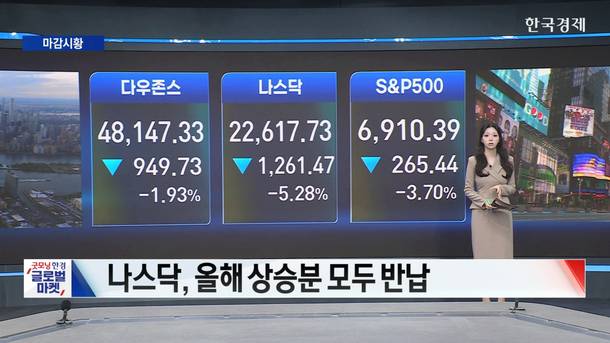 마감시황
한국경제
다우존스
48,147.33
▼ 949.73
-1.93%
나스닥
22,617.73
▼ 1,261.47
-5.28%
S&P500
6,910.39
▼ 265.44
-3.70%
굿모닝한경
글로벌
마켓
나스닥, 올해 상승분 모두 반납